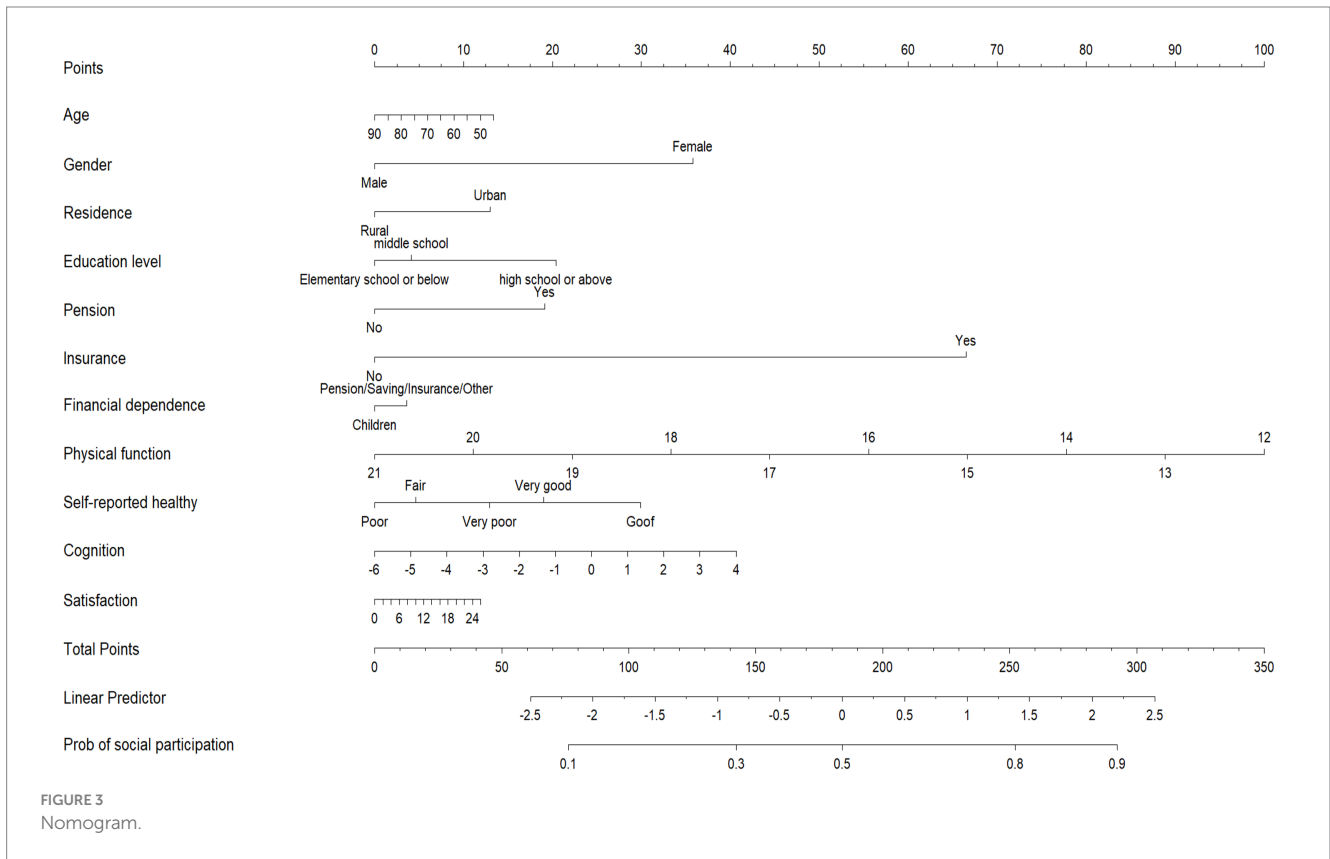 0 10 20 30 40 50 60 70 80 90 100
Points
Age
90 80 70 60 50
Female
Gender
Male
Urban
Residence
Rural
middle school
Education level
Elementary school or below high school or above
Yes
Pension
No
Yes
Insurance
No
Pension/Saving/Insurance/Other
Financial dependence
Children
20 18 16 14 12
Physical function
21 19 17 15 13
Fair Very good
Self-reported healthy
Poor Very poor Goof
Cognition
-6 -5 -4 -3 -2 -1 0 1 2 3 4
Satisfaction
0 6 12 18 24
Total Points
0 50 100 150 200 250 300 350
Linear Predictor
-2.5 -2 -1.5 -1 -0.5 0 0.5 1 1.5 2 2.5
Prob of social participation
0.1 0.3 0.5 0.8 0.9
FIGURE 3
Nomogram.